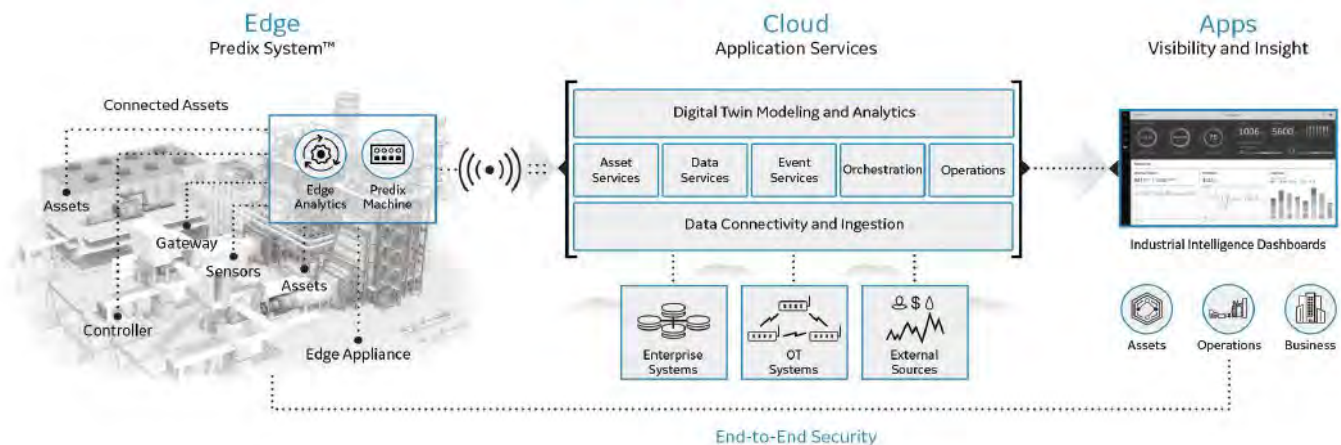 Edge
Predix System™
Connected Assets
Edge
Analytics
Predix
Machine
Assets
Gateway
Sensors
Assets
Controller
Edge Appliance
Cloud
Application Services
Digital Twin Modeling and Analytics
Asset
Services
Data
Services
Event
Services
Orchestration
Operations
Data Connectivity and Ingestion
Enterprise
Systems
OT
Systems
$
External
Sources
Apps
Visibility and Insight
1006
5600
Industrial Intelligence Dashboards
Assets
Operations
Business
End-to-End Security